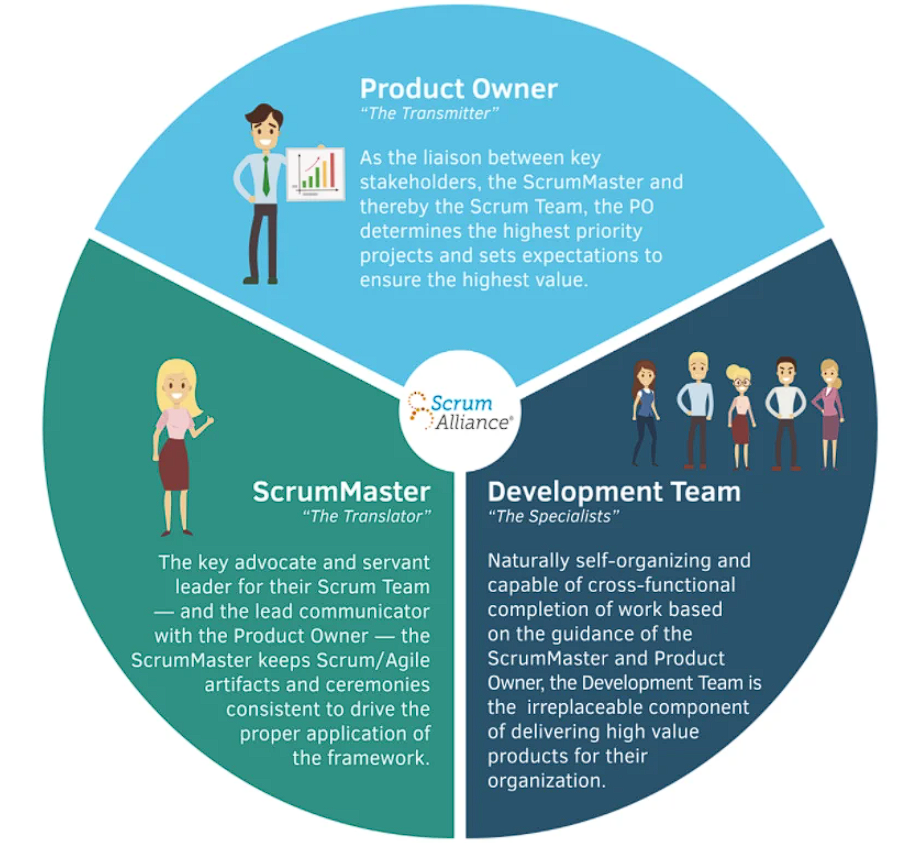 Product Owner
“The Transmitter”
As the liaison between key
stakeholders, the ScrumMaster and
thereby the Scrum Team, the PO
determines the highest priority
projects and sets expectations to
ensure the highest value.
Scrum
Alliance®
ScrumMaster
“The Translator”
The key advocate and servant
leader for their Scrum Team
— and the lead communicator
with the Product Owner — the
ScrumMaster keeps Scrum/Agile
artifacts and ceremonies
consistent to drive the
proper application of
the framework.
Development Team
“The Specialists”
Naturally self-organizing and
capable of cross-functional
completion of work based
on the guidance of the
ScrumMaster and Product
Owner, the Development Team is
the irreplaceable component
of delivering high value
products for their
organization.